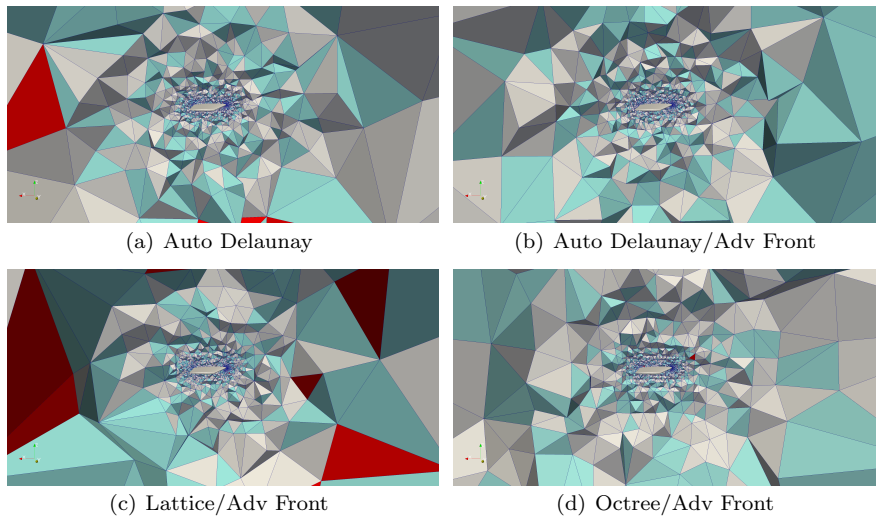 (a) Auto Delaunay
(b) Auto Delaunay/Adv Front
(c) Lattice/Adv Front
(d) Octree/Adv Front